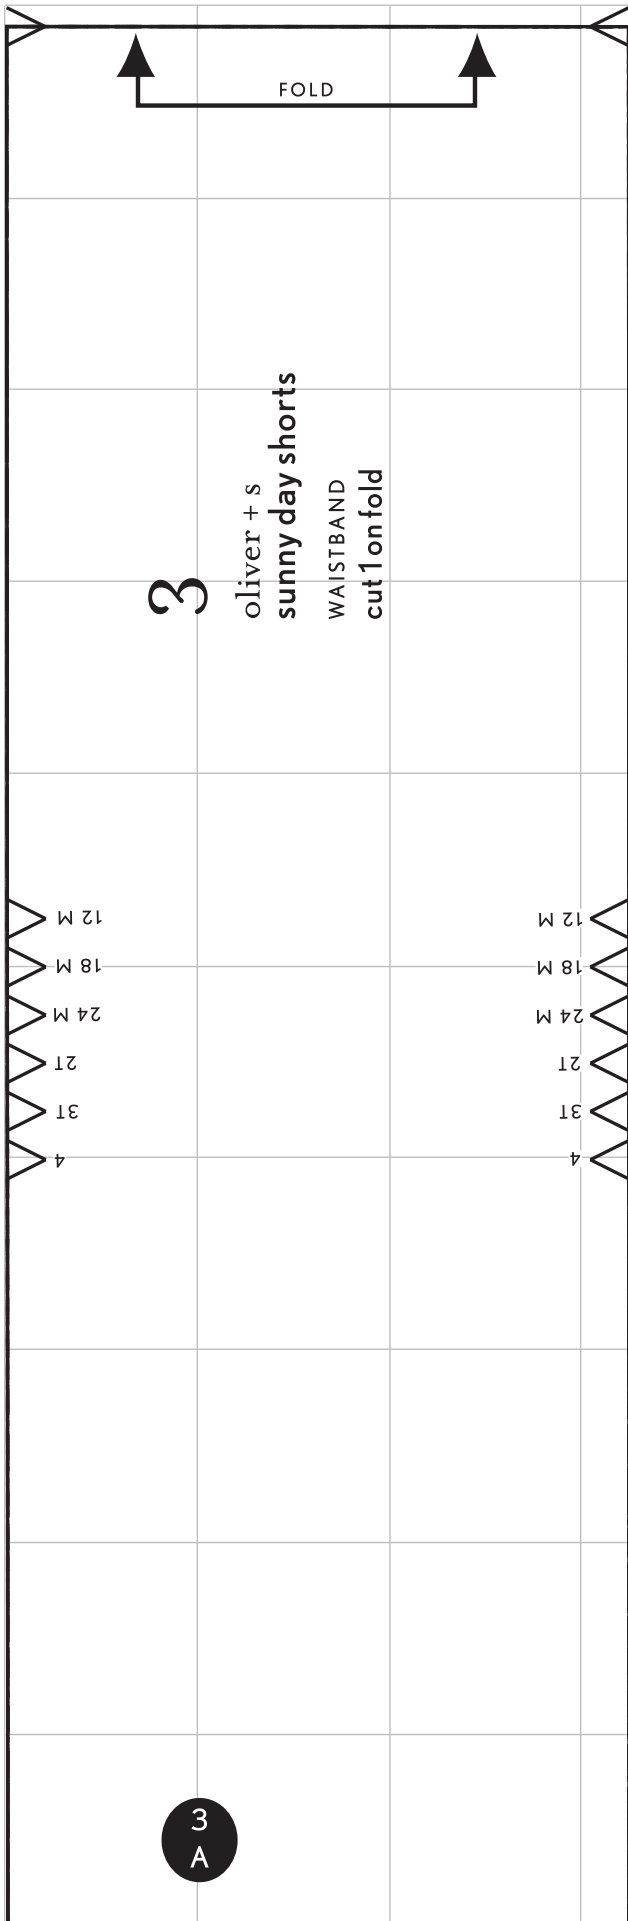 FOLD
3
oliver + s
sunny day shorts
WAISTBAND
cut 1 on fold
12 M
12 M
18 M
18 M
24 M
24 M
2T
2T
3T
3T
4
4
3
A